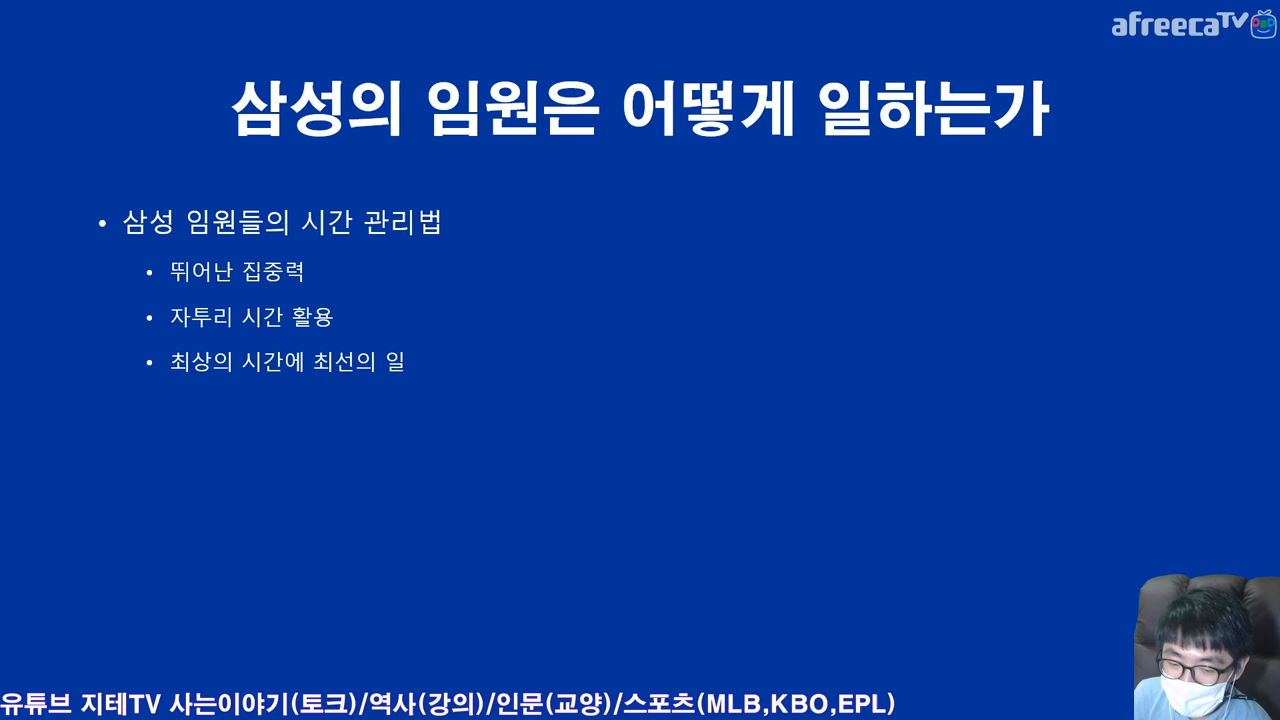 afreecaTV
삼성의 임원은 어떻게 일하는가
• 삼성 임원들의 시간 관리법
• 뛰어난 집중력
• 자투리 시간 활용
• 최상의 시간에 최선의 일
유튜브 지테TV 사는이야기(토크)/역사(강의)/인문(교양)/스포츠(MLB,KBO,EPL)